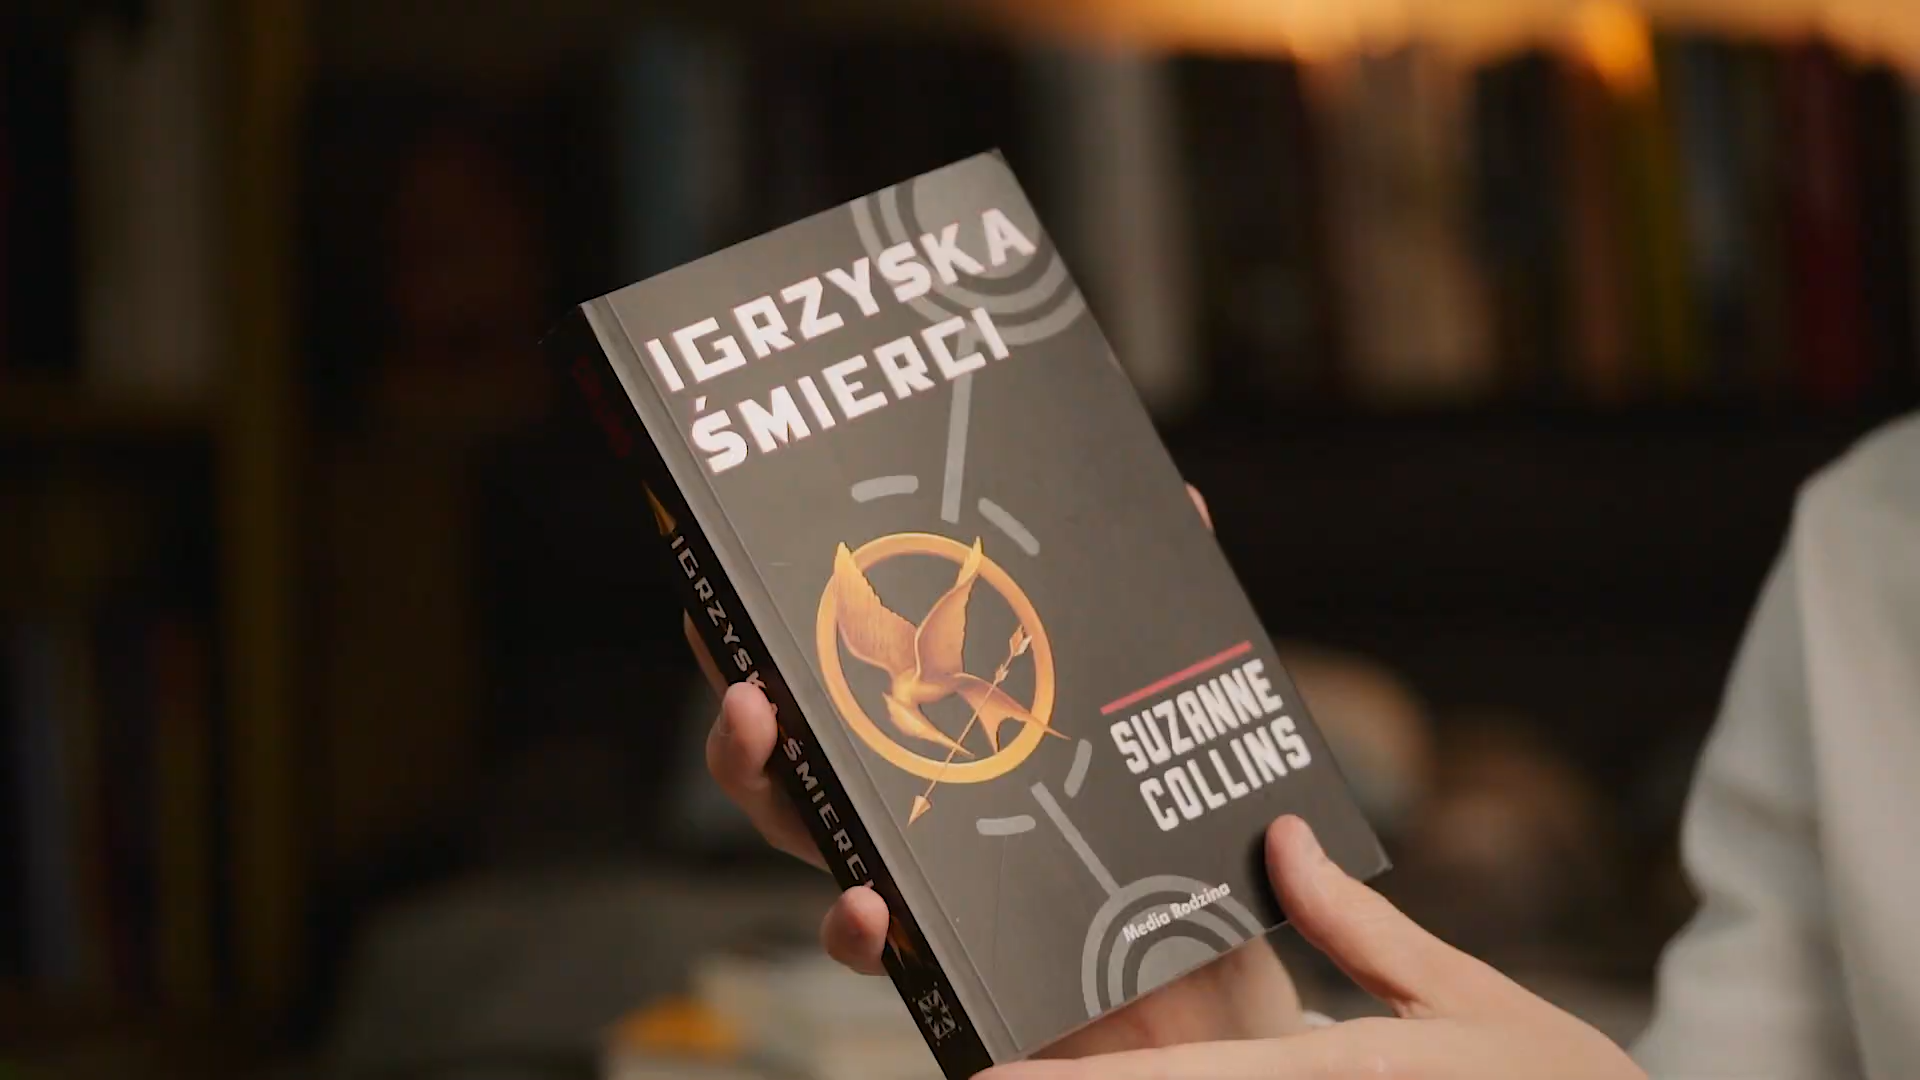 IGRZYSKA
ŚMIERCI
SUZANNE
COLLINS
Media Rodzina
IGRZYSKA ŚMIERCI